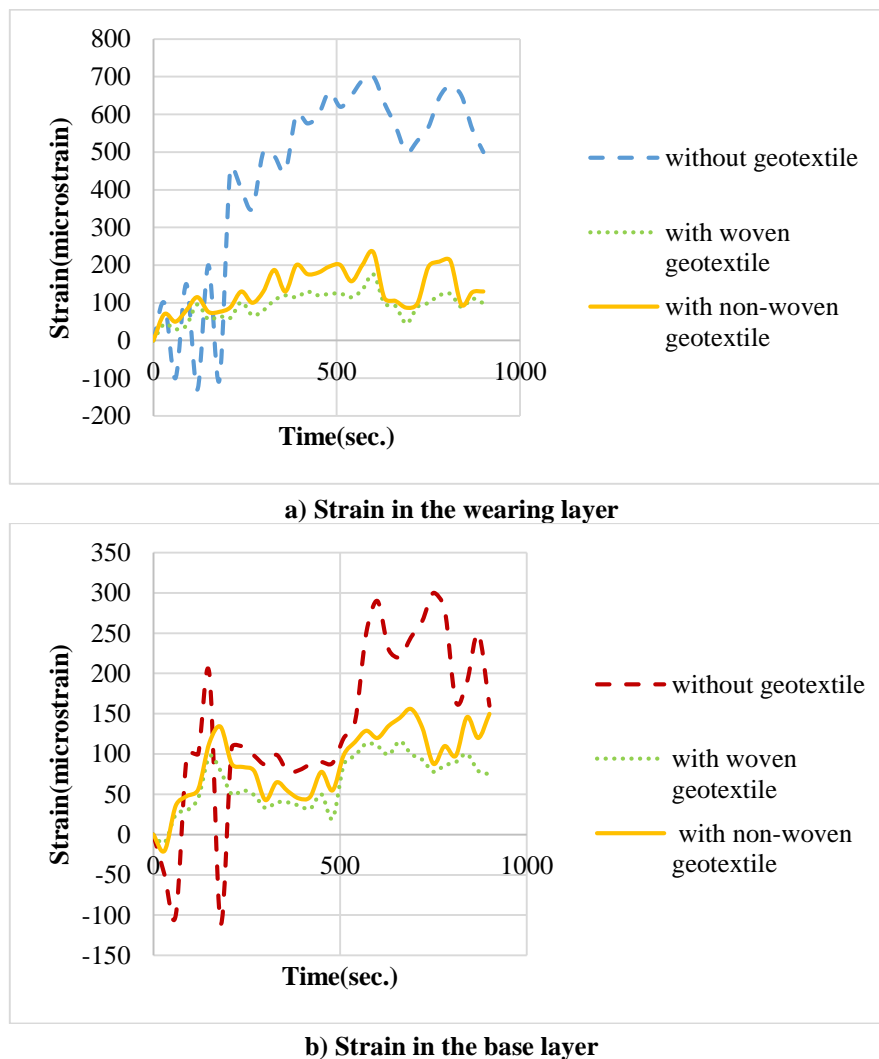 800
700
600
500
400
300
200
100
0
-100
-200
0
500
1000
Strain(microstrain)
Time(sec.)
without geotextile
with woven
geotextile
with non-woven
geotextile
a) Strain in the wearing layer
350
300
250
200
150
100
50
0
-50
-100
-150
0
500
1000
Strain(microstrain)
Time(sec.)
without geotextile
with woven
geotextile
with non-woven
geotextile
b) Strain in the base layer